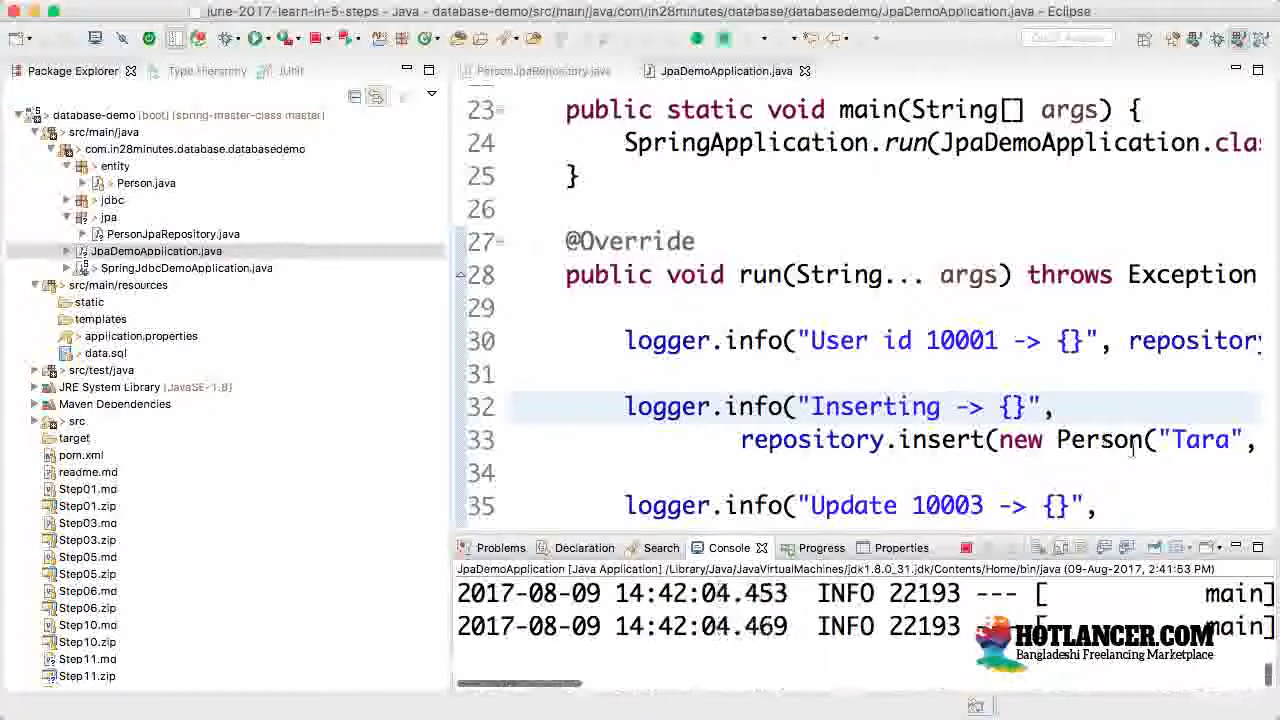 june-2017-learn-in-5-steps - Java - database-demo/src/main/java/com/in28minutes/database/databasedemo/JpaDemoApplication.java - Eclipse
Package Explorer
Type Hierarchy
JUnit
PersonJpaRepository.java
JpaDemoApplication.java
database-demo [boot] [spring-master-class master]
src/main/java
com.in28minutes.database.databasedemo
entity
Person.java
jdbc
jpa
PersonJpaRepository.java
JpaDemoApplication.java
SpringJdbcDemoApplication.java
src/main/resources
static
templates
application.properties
data.sql
src/test/java
JRE System Library [JavaSE-1.8]
Maven Dependencies
src
target
pom.xml
readme.md
Step01.md
Step01.zip
Step03.md
Step03.zip
Step05.md
Step05.zip
Step06.md
Step06.zip
Step10.md
Step10.zip
Step11.md
Step11.zip
23 public static void main(String[] args) {
24 SpringApplication.run(JpaDemoApplication.clas
25 }
26
27 @Override
28 public void run(String... args) throws Exception
29
30 logger.info("User id 10001 -> {}", repository
31
32 logger.info("Inserting -> {}",
33 repository.insert(new Person("Tara",
34
35 logger.info("Update 10003 -> {}",
Problems
Declaration
Search
Console
Progress
Properties
JpaDemoApplication [Java Application] /Library/Java/JavaVirtualMachines/jdk1.8.0_31.jdk/Contents/Home/bin/java (09-Aug-2017, 2:41:53 PM)
2017-08-09 14:42:04.453 INFO 22193 --- [ main]
2017-08-09 14:42:04.469 INFO 22193 --- [ main]
HOTLANCER.COM
Bangladeshi Freelancing Marketplace